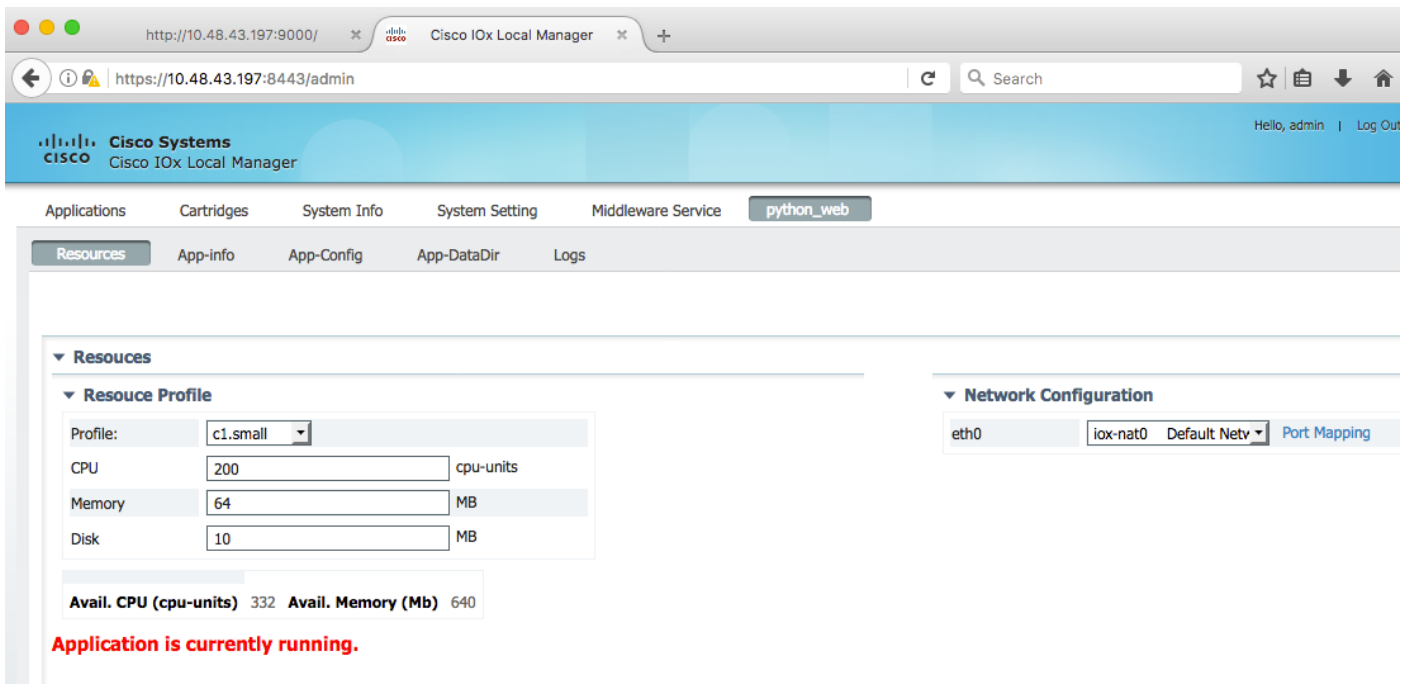 http://10.48.43.197:9000/ Cisco IOx Local Manager
https://10.48.43.197:8443/admin Search
Hello, admin | Log Out
Cisco Systems
CISCO Cisco IOx Local Manager
Applications Cartridges System Info System Setting Middleware Service python_web
Resources App-info App-Config App-DataDir Logs
Resouces
Resouce Profile
Profile: c1.small
CPU 200 cpu-units
Memory 64 MB
Disk 10 MB
Avail. CPU (cpu-units) 332 Avail. Memory (Mb) 640
Application is currently running.
Network Configuration
eth0 iox-nat0 Default Netv Port Mapping